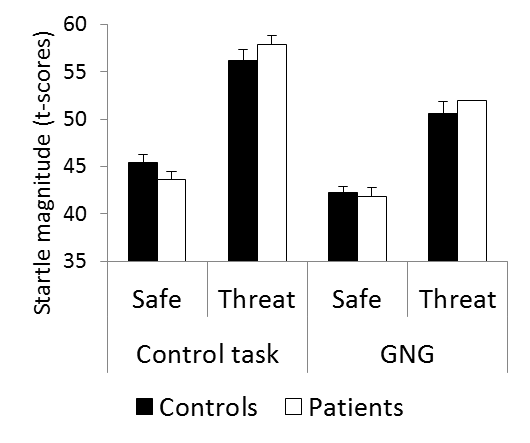 Startle magnitude (t-scores)
60
55
50
45
40
35
Safe Threat Safe Threat
Control task GNG
Controls Patients